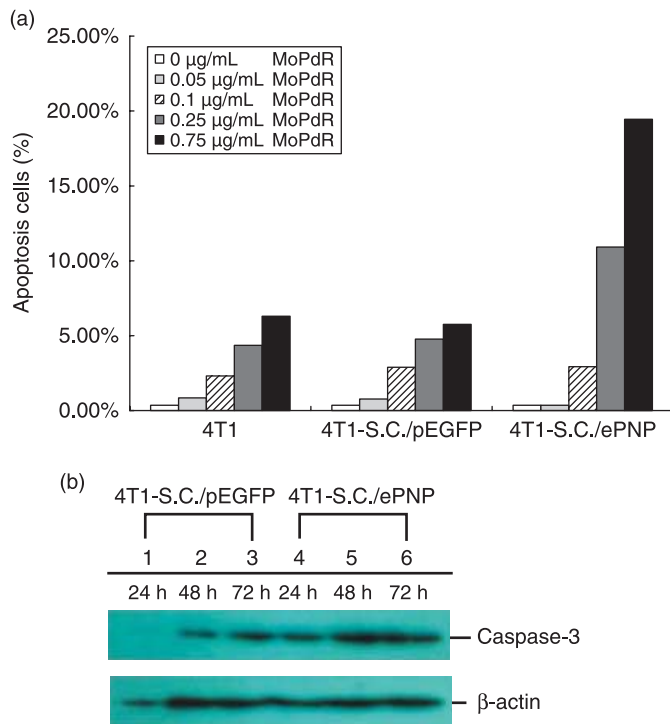 (a)
25.00%
20.00%
15.00%
10.00%
5.00%
0.00%
Apoptosis cells (%)
0 µg/mL MoPdR
0.05 µg/mL MoPdR
0.1 µg/mL MoPdR
0.25 µg/mL MoPdR
0.75 µg/mL MoPdR
4T1 4T1-S.C./pEGFP 4T1-S.C./ePNP
(b)
4T1-S.C./pEGFP 4T1-S.C./ePNP
1 2 3 4 5 6
24 h 48 h 72 h 24 h 48 h 72 h
Caspase-3
β-actin